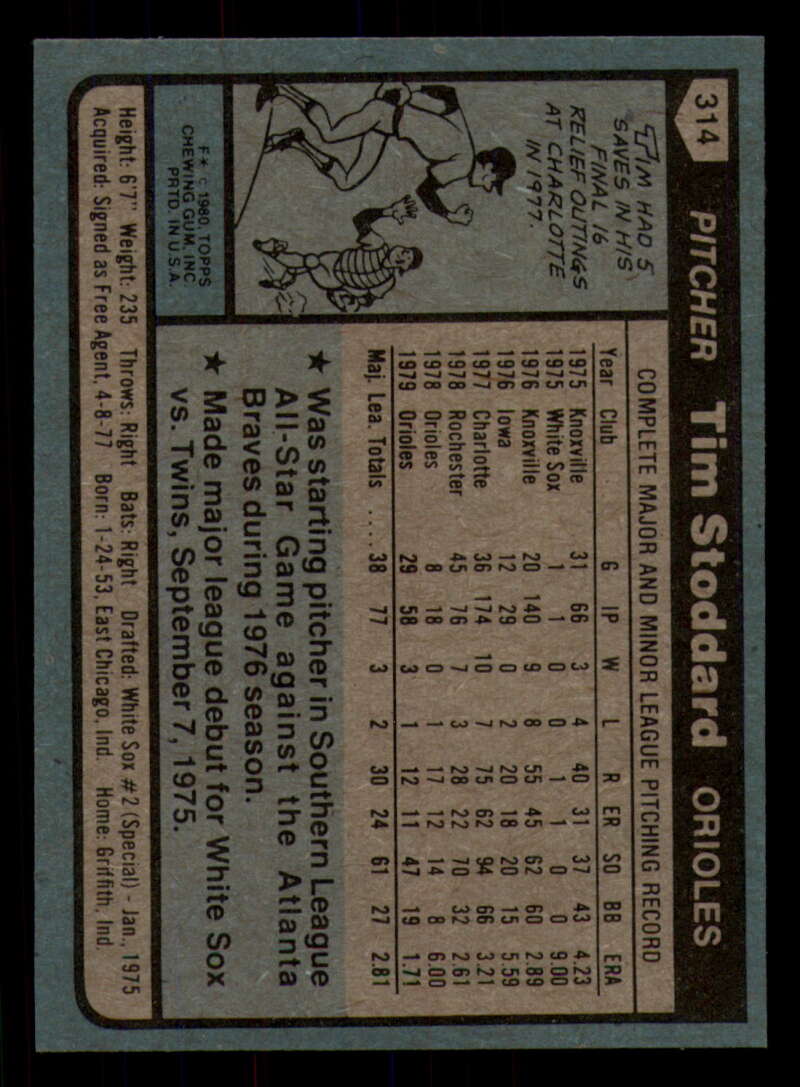 314 PITCHER Tim Stoddard ORIOLES
TIM HAD 5
SAVES IN HIS
FINAL 16
RELIEF OUTINGS
AT CHARLOTTE
IN 1977.
F* © 1980 TOPPS
CHEWING GUM, INC.
PRTD. IN U.S.A.
COMPLETE MAJOR AND MINOR LEAGUE PITCHING RECORD
Year Club G IP W L R ER SO BB ERA
1975 Knoxville 31 66 3 4 40 31 37 43 4.23
1975 White Sox 1 1 0 0 1 1 0 0 9.00
1976 Knoxville 20 140 9 8 55 45 62 60 2.89
1976 Iowa 12 29 0 2 20 18 20 15 5.59
1977 Charlotte 36 174 10 7 75 62 94 66 3.21
1978 Rochester 45 76 7 3 28 22 70 32 2.61
1978 Orioles 8 18 0 1 17 12 14 8 6.00
1979 Orioles 29 58 3 1 12 11 47 19 1.71
Maj. Lea. Totals .... 38 77 3 2 30 24 61 27 2.81
★ Was starting pitcher in Southern League
All-Star Game against the Atlanta
Braves during 1976 season.
★ Made major league debut for White Sox
vs. Twins, September 7, 1975.
Height: 6'7" Weight: 235 Throws: Right Bats: Right Drafted: White Sox #2 (Special) - Jan., 1975
Acquired: Signed as Free Agent, 4-8-77 Born: 1-24-53, East Chicago, Ind. Home: Griffith, Ind.